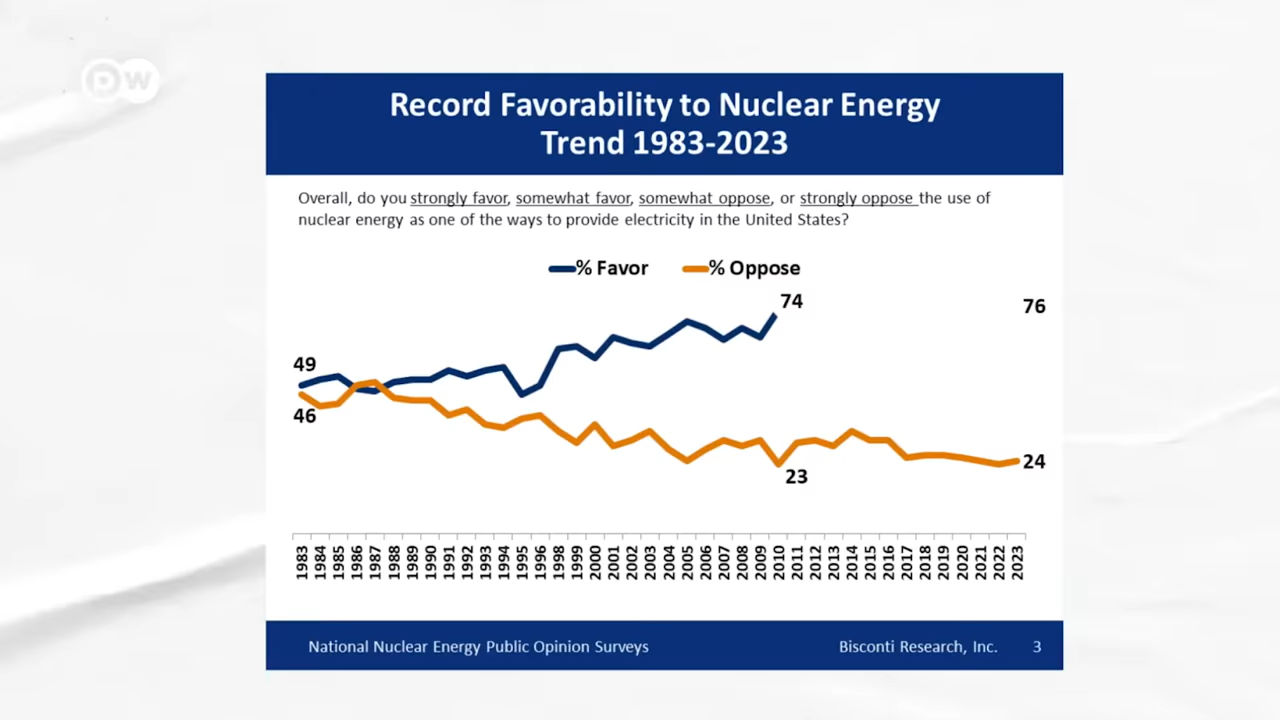 DW
Record Favorability to Nuclear Energy
Trend 1983-2023
Overall, do you strongly favor, somewhat favor, somewhat oppose, or strongly oppose the use of
nuclear energy as one of the ways to provide electricity in the United States?
% Favor % Oppose
74
76
49
46
24
23
1983 1984 1985 1986 1987 1988 1989 1990 1991 1992 1993 1994 1995 1996 1998 1999 2000 2001 2002 2003 2004 2005 2006 2007 2008 2009 2010 2011 2012 2013 2014 2015 2016 2017 2018 2019 2020 2021 2022 2023
National Nuclear Energy Public Opinion Surveys Bisconti Research, Inc. 3